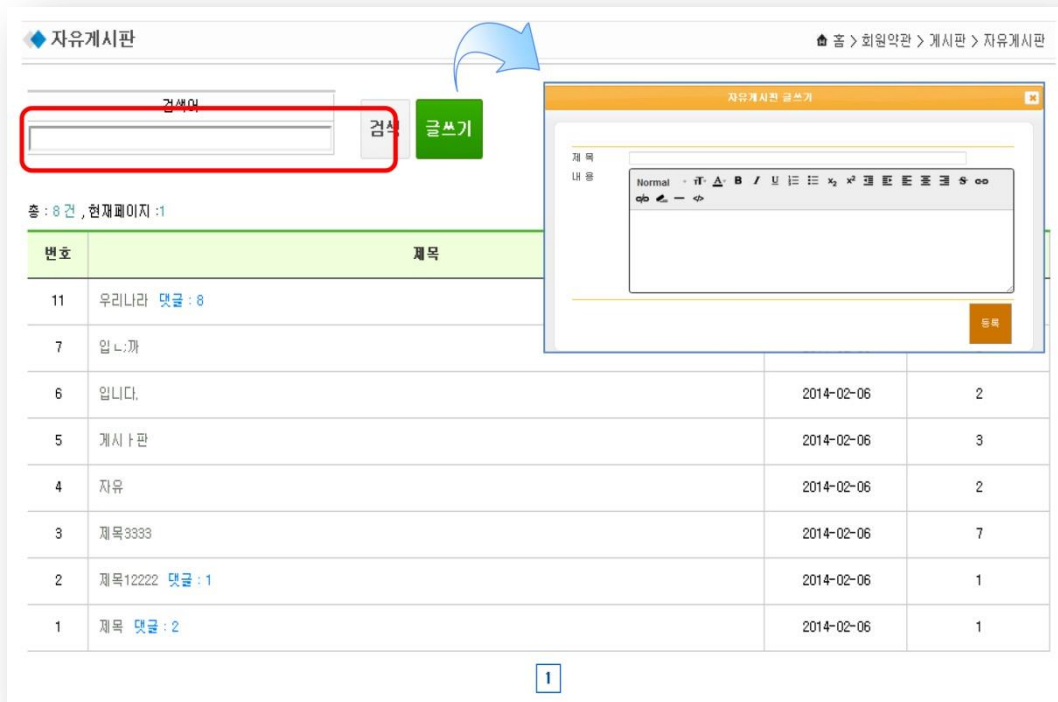 자유게시판
홈 > 회원약관 > 게시판 > 자유게시판
검색어
검색
글쓰기
자유게시판 글쓰기
제 목
내 용
Normal
등록
총 : 8 건 , 현재페이지 :1
번호 제목
11 우리나라 댓글 : 8
7 입ㄴ;까
6 입니다. 2014-02-06 2
5 게시ㅏ판 2014-02-06 3
4 자유 2014-02-06 2
3 제목3333 2014-02-06 7
2 제목12222 댓글 : 1 2014-02-06 1
1 제목 댓글 : 2 2014-02-06 1
1